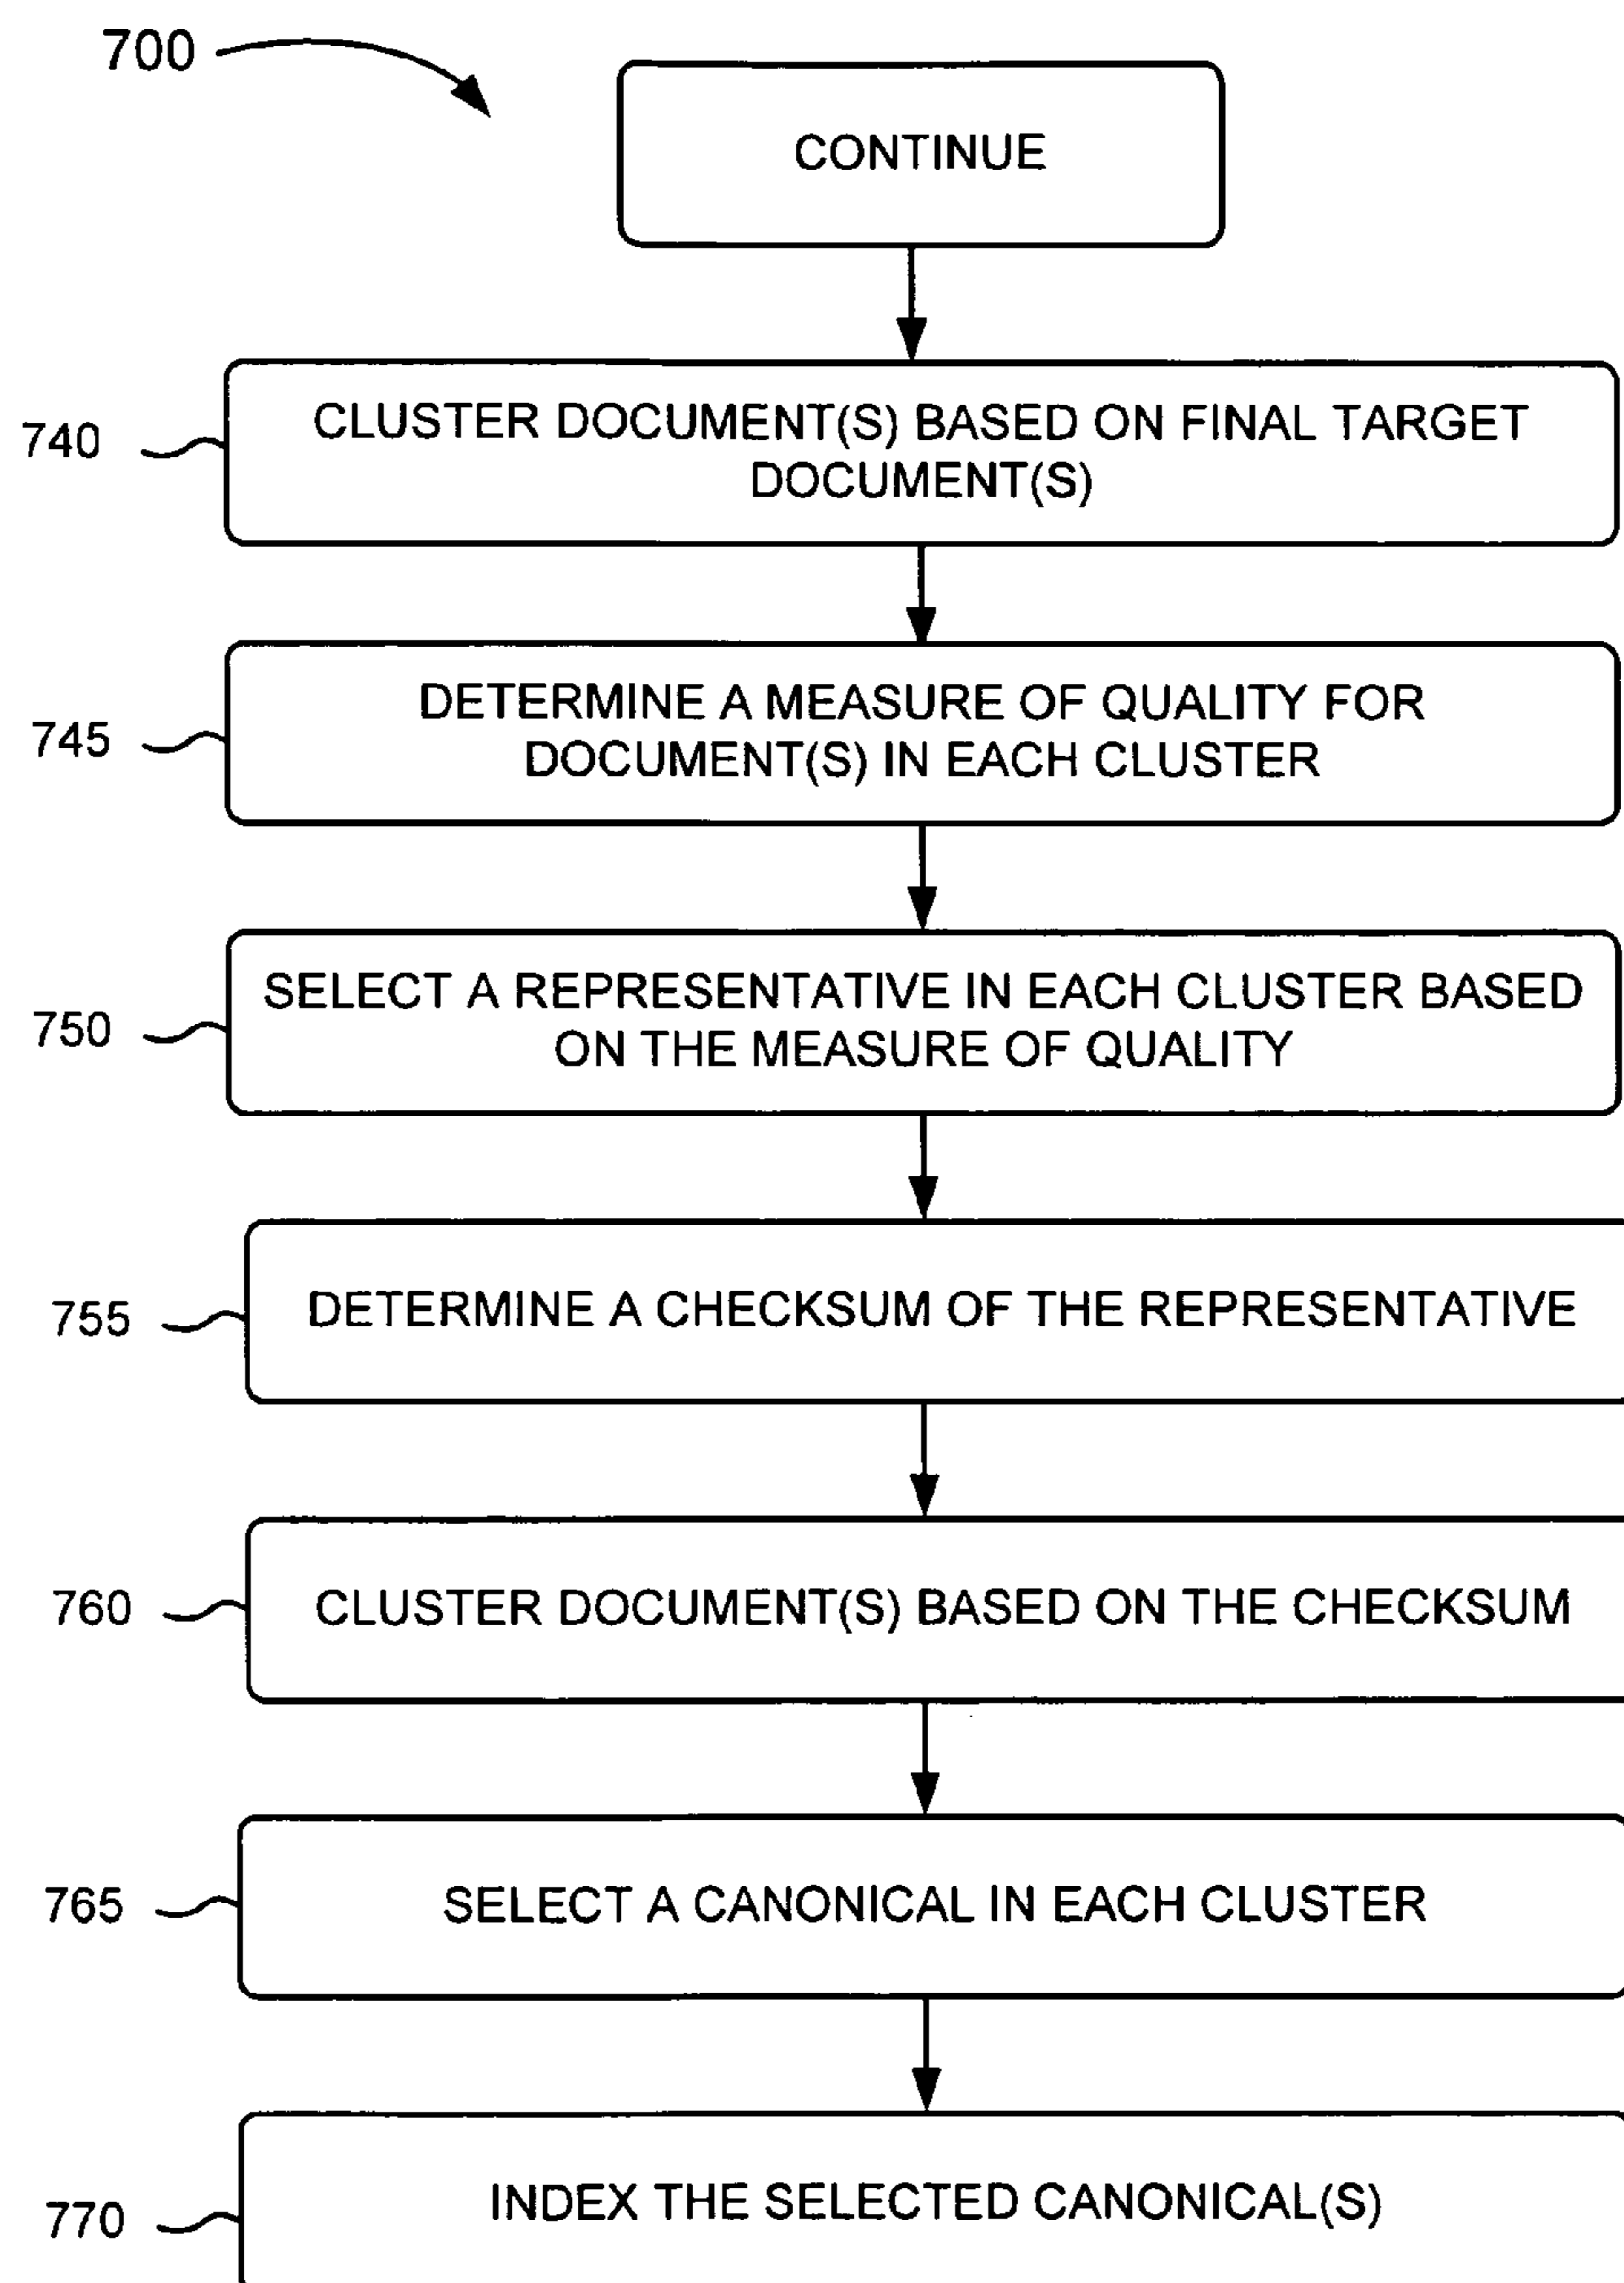 700
CONTINUE
740
CLUSTER DOCUMENT(S) BASED ON FINAL TARGET
DOCUMENT(S)
745
DETERMINE A MEASURE OF QUALITY FOR
DOCUMENT(S) IN EACH CLUSTER
750
SELECT A REPRESENTATIVE IN EACH CLUSTER BASED
ON THE MEASURE OF QUALITY
755
DETERMINE A CHECKSUM OF THE REPRESENTATIVE
760
CLUSTER DOCUMENT(S) BASED ON THE CHECKSUM
765
SELECT A CANONICAL IN EACH CLUSTER
770
INDEX THE SELECTED CANONICAL(S)